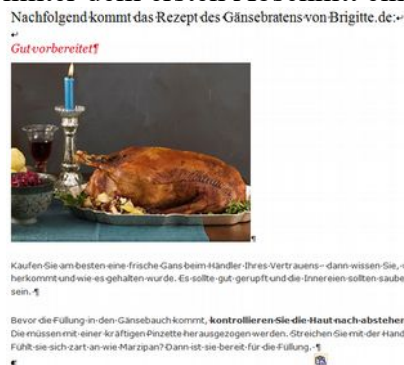 Nachfolgend kommt das Rezept des Gänsebratens von Brigitte.de:
Gut vorbereitet
Kaufen Sie am besten eine frische Gans beim Händler Ihres Vertrauens – dann wissen Sie,
herkommt und wie es gehalten wurde. Es sollte gut gerupft und die Innereien sollten
sein.
Bevor die Füllung in den Gänsebauch kommt, kontrollieren Sie die Haut nach
Die müssen mit einer kräftigen Pinzette herausgezogen werden. Streichen Sie mit der Hand
Fühlt sie sich zart an wie Marzipan? Dann ist sie bereit für die Füllung.